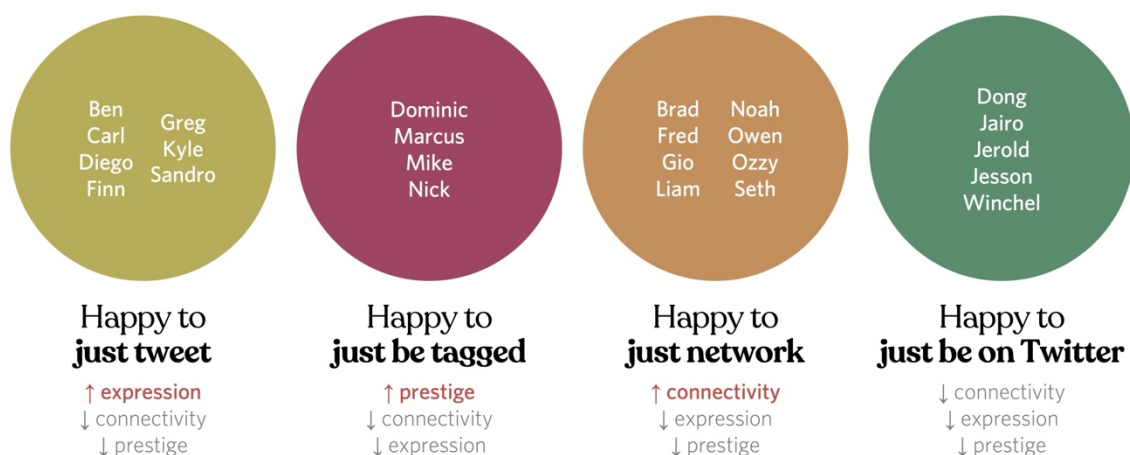 Ben
Carl
Diego
Finn
Greg
Kyle
Sandro
Happy to
just tweet
↑ expression
↓ connectivity
↓ prestige
Dominic
Marcus
Mike
Nick
Happy to
just be tagged
↑ prestige
↓ connectivity
↓ expression
Brad
Fred
Gio
Liam
Noah
Owen
Ozzy
Seth
Happy to
just network
↑ connectivity
↓ expression
↓ prestige
Dong
Jairo
Jerold
Jesson
Winchel
Happy to
just be on Twitter
↓ connectivity
↓ expression
↓ prestige